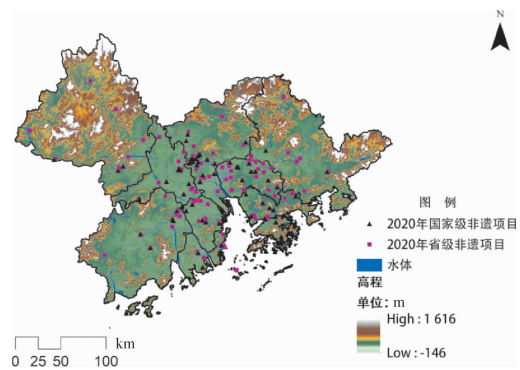 N
图 例
2020年国家级非遗项目
2020年省级非遗项目
水体
高程
单位: m
High : 1 616
Low : -146
km
0 25 50 100